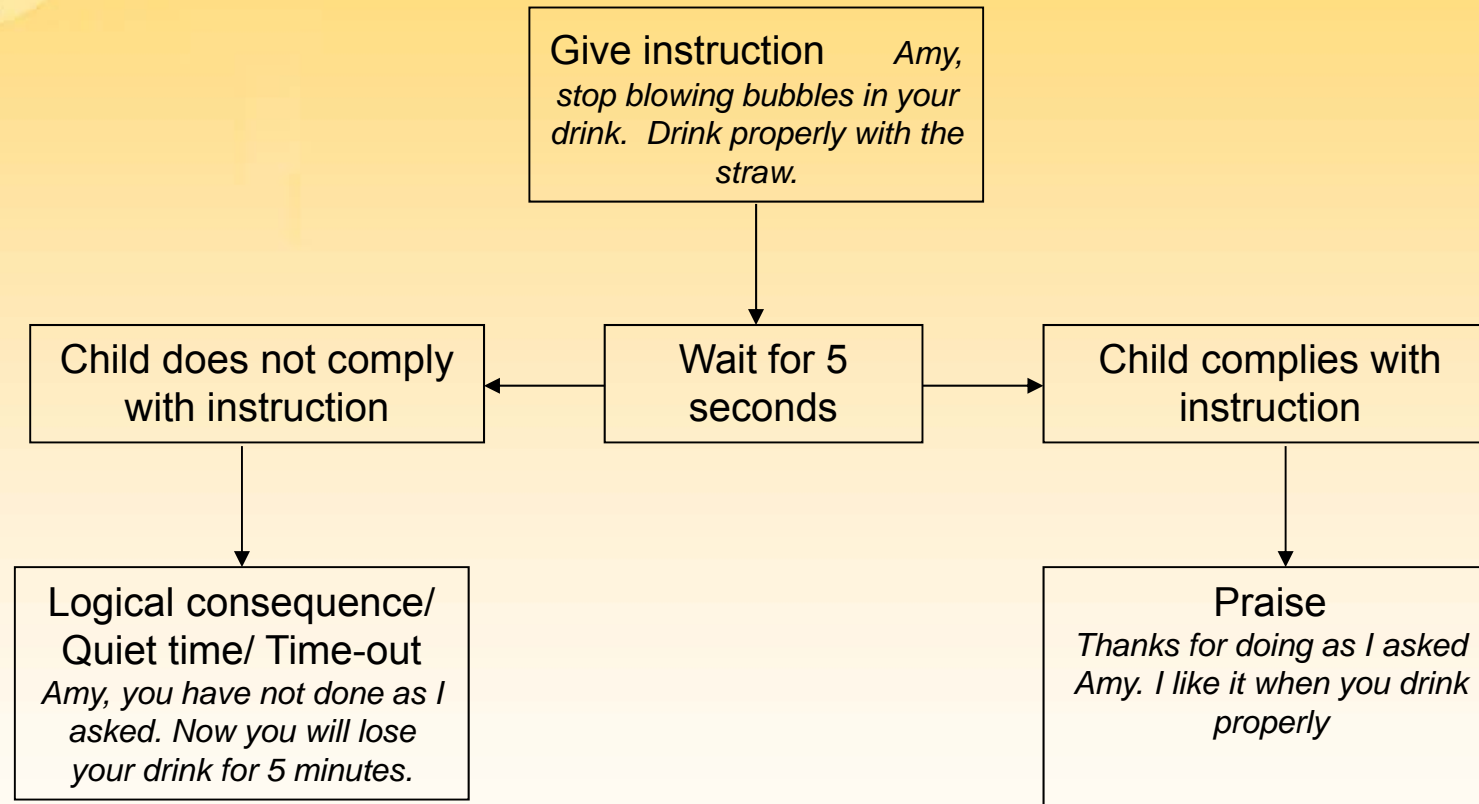 Give instruction Amy,
stop blowing bubbles in your
drink. Drink properly with the
straw.
Child does not comply
with instruction
Wait for 5
seconds
Child complies with
instruction
Logical consequence/
Quiet time/ Time-out
Amy, you have not done as I
asked. Now you will lose
your drink for 5 minutes.
Praise
Thanks for doing as I asked
Amy. I like it when you drink
properly